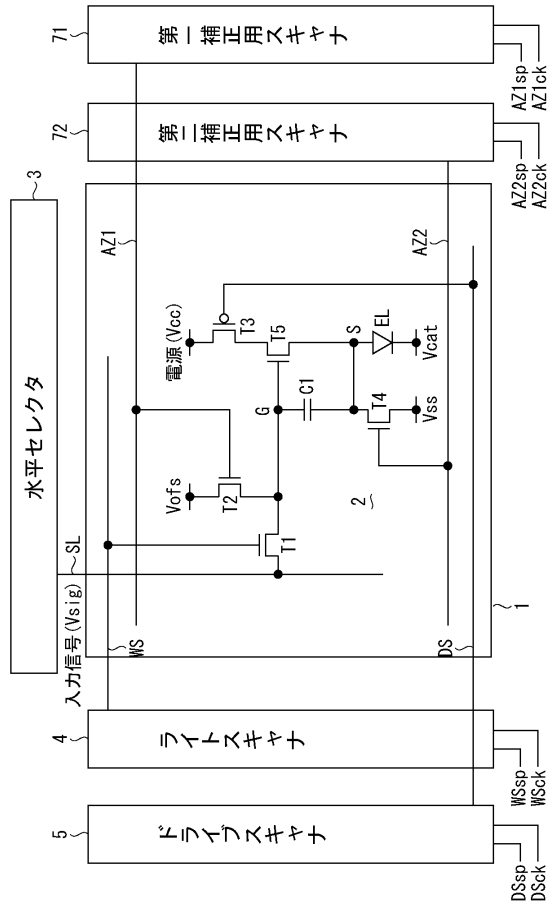 71
第一補正用スキャナ
AZ1sp
AZ1ck
72
第二補正用スキャナ
AZ2sp
AZ2ck
3
水平セレクタ
AZ1
AZ2
電源(Vcc)
T3
T5
S
EL
Vcat
G
C1
T4
Vss
Vofs
T2
2
T1
SL
入力信号(Vsig)
WS
DS
1
4
ライトスキャナ
WSsp
WSck
5
ドライブスキャナ
DSsp
DSck